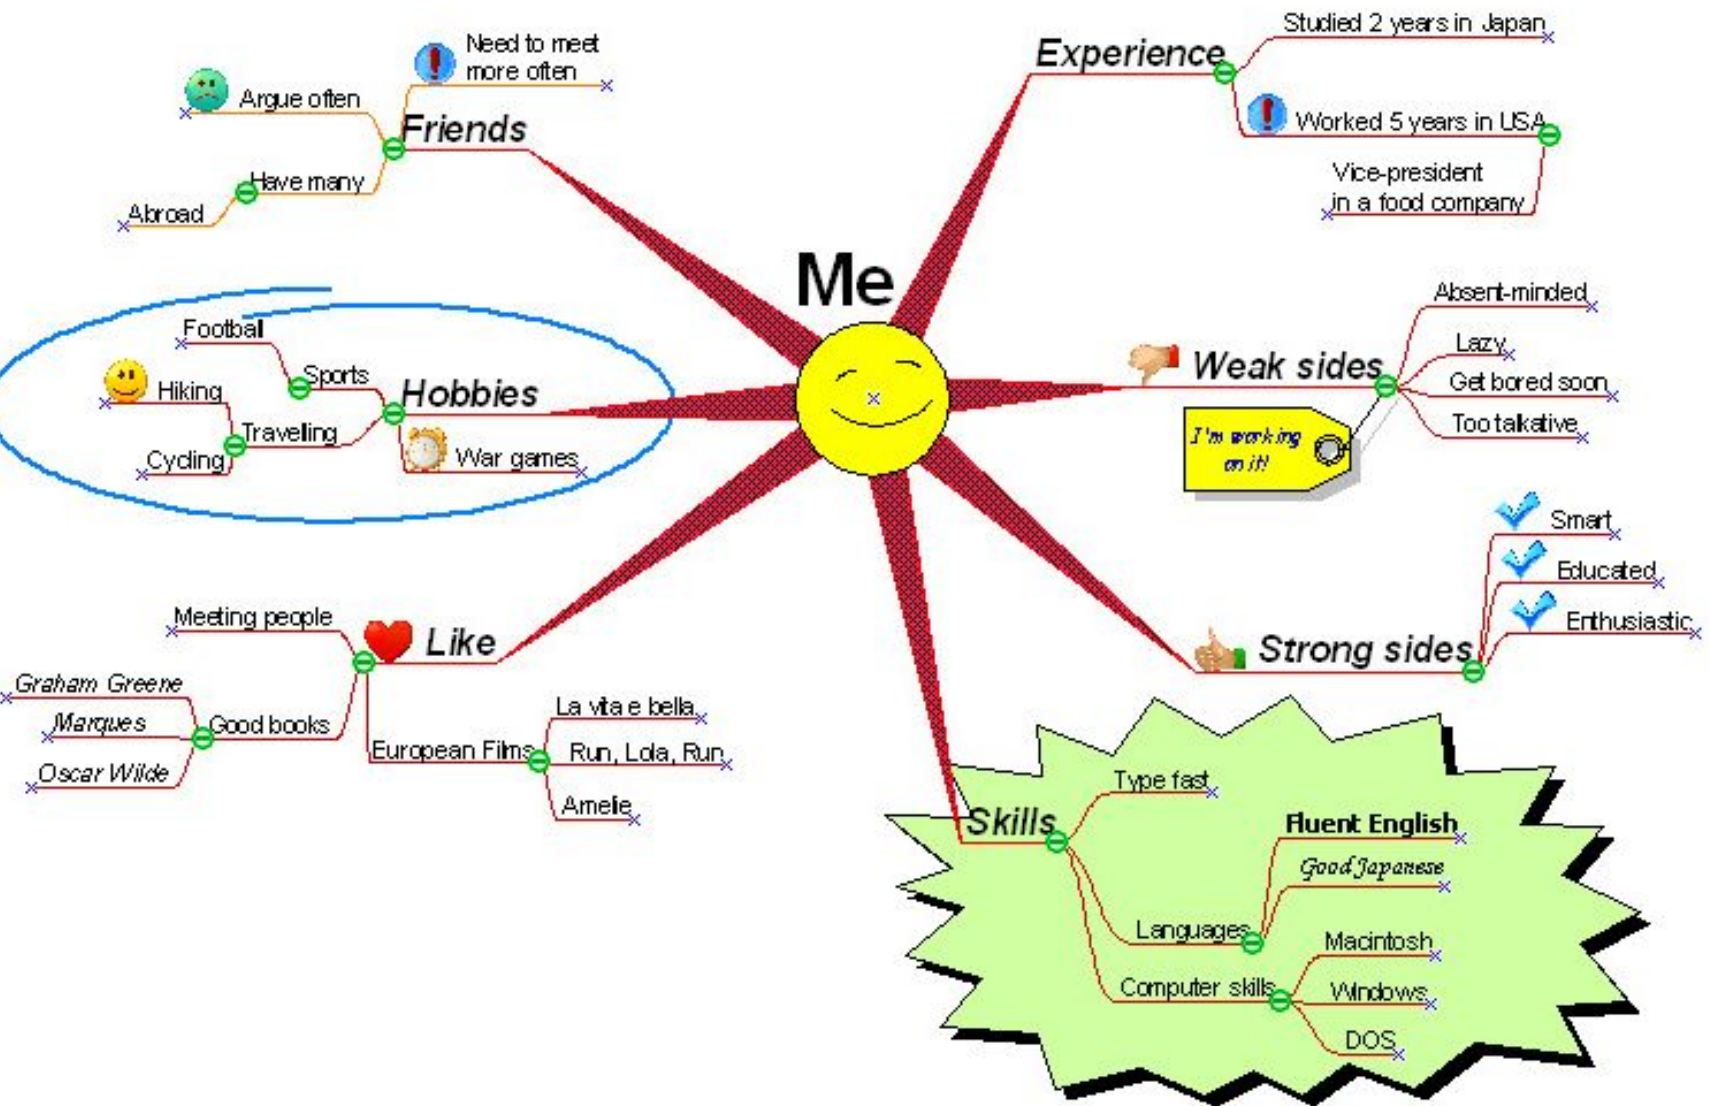 Me
Experience
Studied 2 years in Japan
Worked 5 years in USA
Vice-president
in a food company
Weak sides
Absent-minded
Lazy
Get bored soon
Too talkative
I'm working
on it!
Strong sides
Smart
Educated
Enthusiastic
Skills
Type fast
Languages
Fluent English
Good Japanese
Computer skills
Macintosh
Windows
DOS
Like
Meeting people
Good books
Graham Greene
Marques
Oscar Wilde
European Films
La vita e bella
Run, Lola, Run
Amelie
Hobbies
Sports
Football
Travelling
Hiking
Cycling
War games
Friends
Need to meet
more often
Argue often
Have many
Abroad